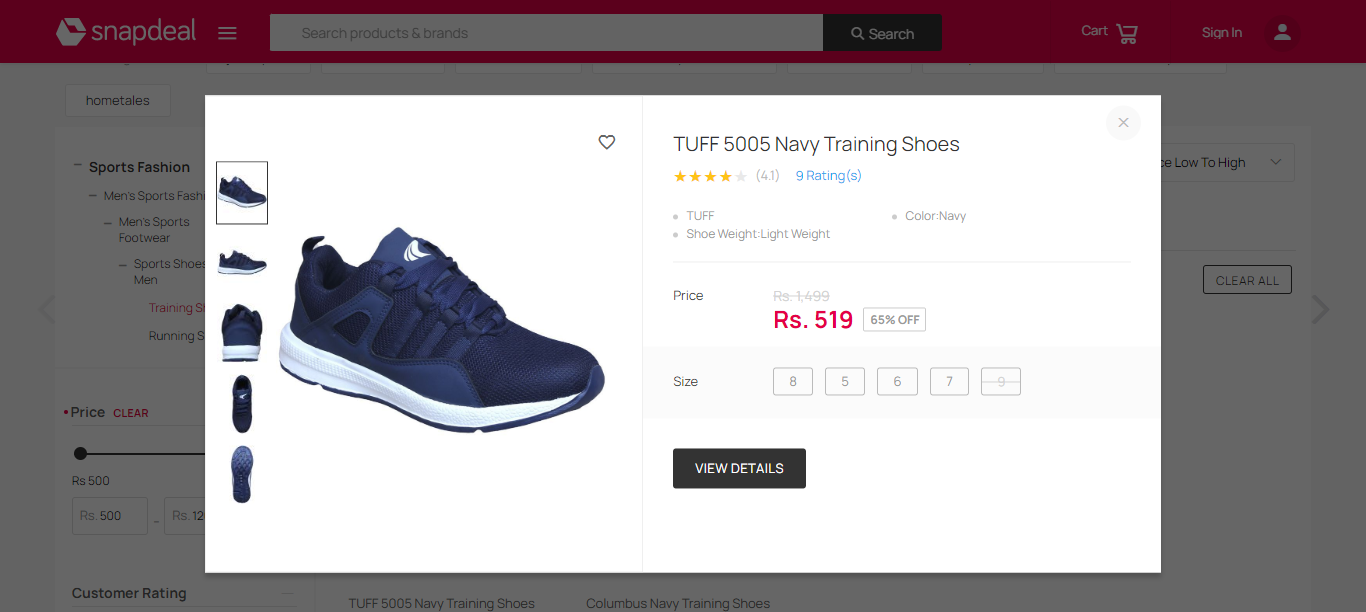 snapdeal
Search products & brands
Search
Cart
Sign In
hometales
Sports Fashion
Men's Sports Fashi
Men's Sports
Footwear
Sports Shoes
Men
Training Sh
Running S
Price CLEAR
Rs 500
Rs. 500 - Rs. 12
Customer Rating
ce Low To High
CLEAR ALL
TUFF 5005 Navy Training Shoes
(4.1) 9 Rating(s)
TUFF
Color:Navy
Shoe Weight:Light Weight
Price
Rs. 1,499
Rs. 519 65% OFF
Size 8 5 6 7 9
VIEW DETAILS
TUFF 5005 Navy Training Shoes
Columbus Navy Training Shoes